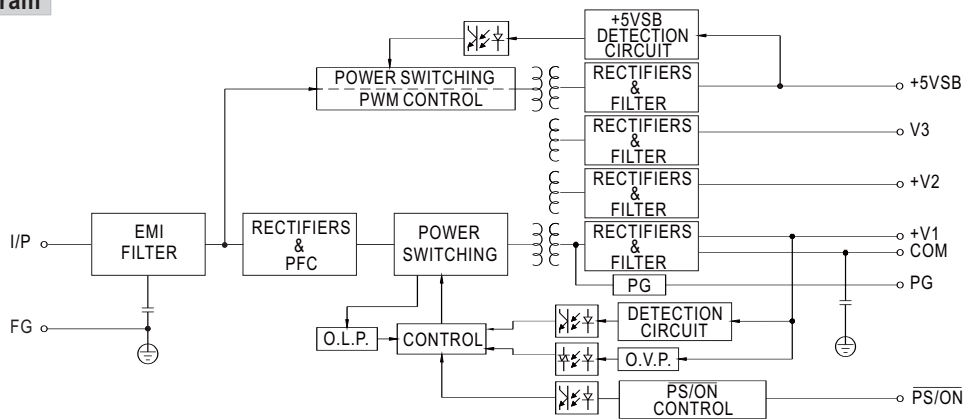 ram
+5VSB
DETECTION
CIRCUIT
POWER SWITCHING
PWM CONTROL
RECTIFIERS
&
FILTER
+5VSB
RECTIFIERS
&
FILTER
V3
RECTIFIERS
&
FILTER
+V2
I/P
EMI
FILTER
RECTIFIERS
&
PFC
POWER
SWITCHING
RECTIFIERS
&
FILTER
+V1
COM
PG
PG
FG
O.L.P.
CONTROL
DETECTION
CIRCUIT
O.V.P.
PS/ON
CONTROL
PS/ON